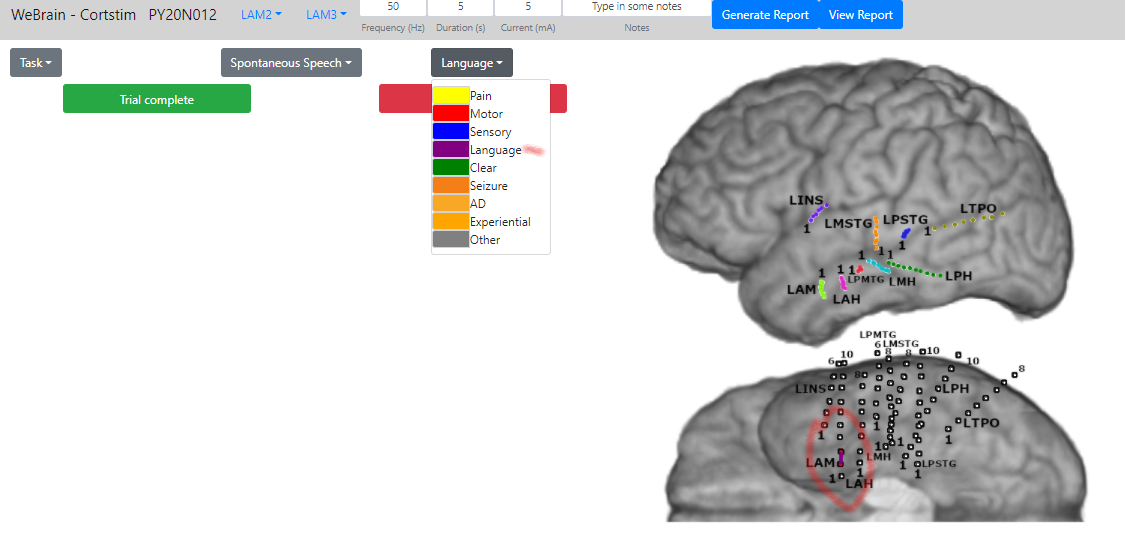 WeBrain - Cortstim PY20N012 LAM2 LAM3 50 5 5 Type in some notes Generate Report View Report
Frequency (Hz) Duration (s) Current (mA) Notes
Task Spontaneous Speech Language
Trial complete
Pain
Motor
Sensory
Language
Clear
Seizure
AD
Experiential
Other
LINS
1
LMSTG
LPSTG
LTPO
1
1
1
1
1
1
1
1
LAM
LAH
LPMTG
LMH
LPH
LPMTG
6 LMSTG
6 10 8 8 10 10 8
8
LINS
LPH
1
1
1
LTPO
1
1
LAM
LMH
1
LPSTG
1
1
1
LAH